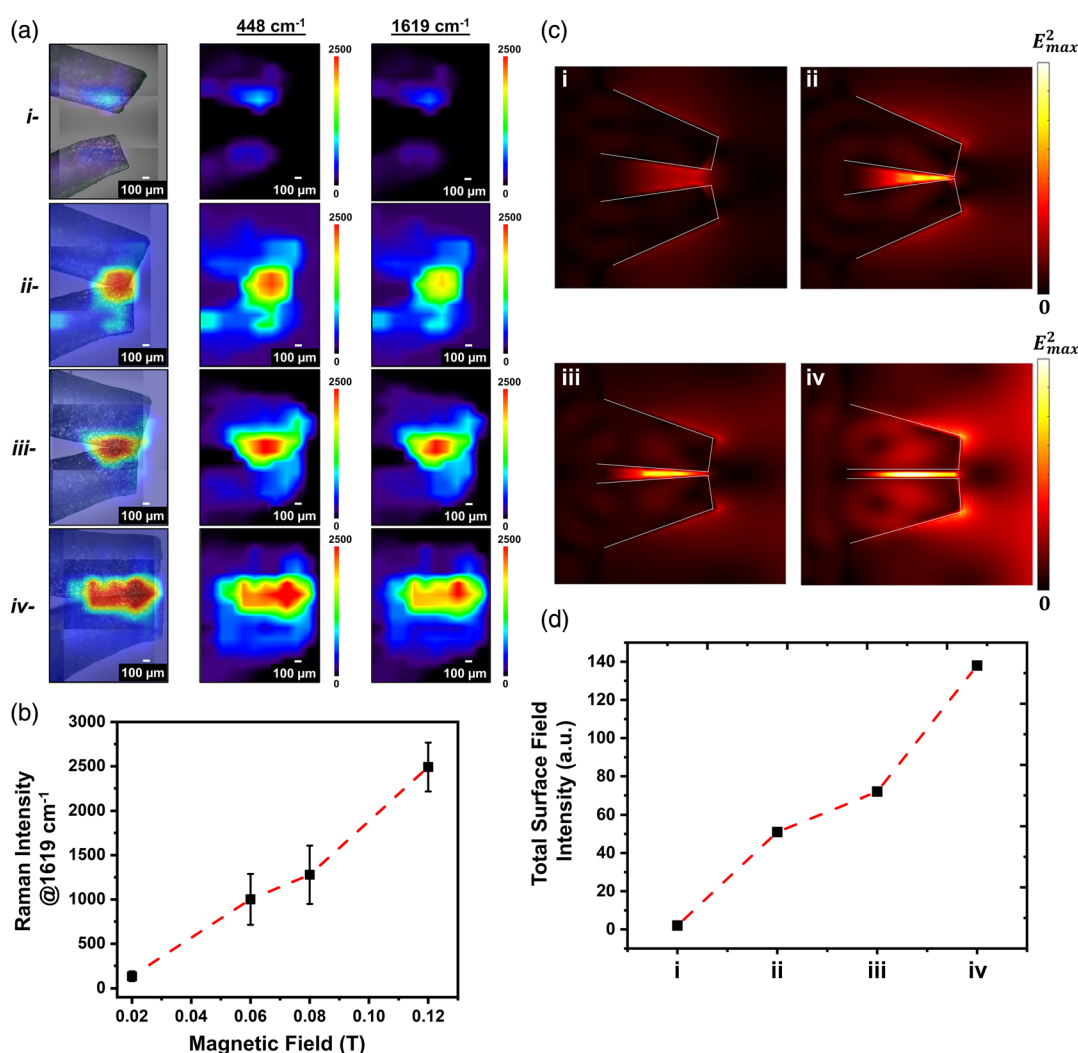 (a)
448 cm⁻¹
1619 cm⁻¹
i-
100 µm
100 µm
2500
0
100 µm
2500
0
ii-
100 µm
100 µm
2500
0
100 µm
2500
0
iii-
100 µm
100 µm
2500
0
100 µm
2500
0
iv-
100 µm
100 µm
2500
0
100 µm
2500
0
(b)
Raman Intensity
@1619 cm⁻¹
3000
2500
2000
1500
1000
500
0
0.02 0.04 0.06 0.08 0.10 0.12
Magnetic Field (T)
(c)
i
ii
E²max
0
iii
iv
E²max
0
(d)
Total Surface Field
Intensity (a.u.)
140
120
100
80
60
40
20
0
i ii iii iv